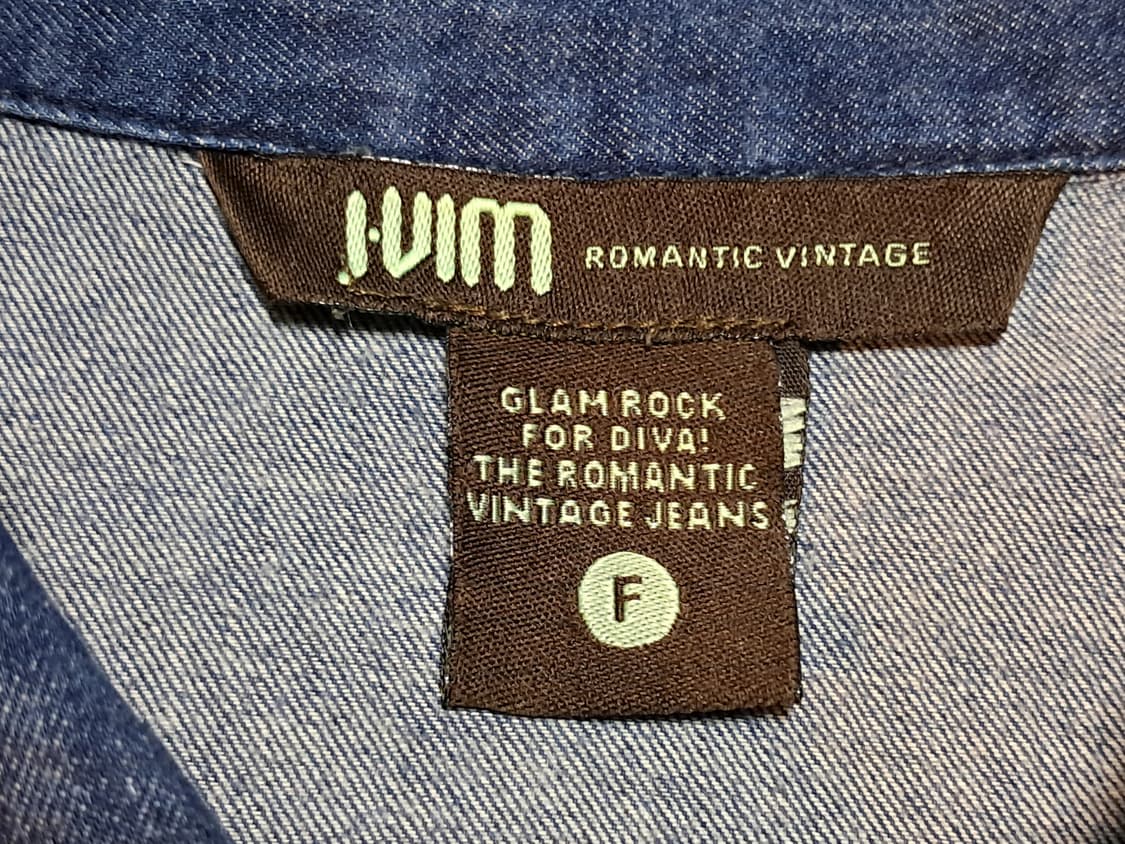 J·VIM ROMANTIC VINTAGE
GLAM ROCK
FOR DIVA!
THE ROMANTIC
VINTAGE JEANS
F